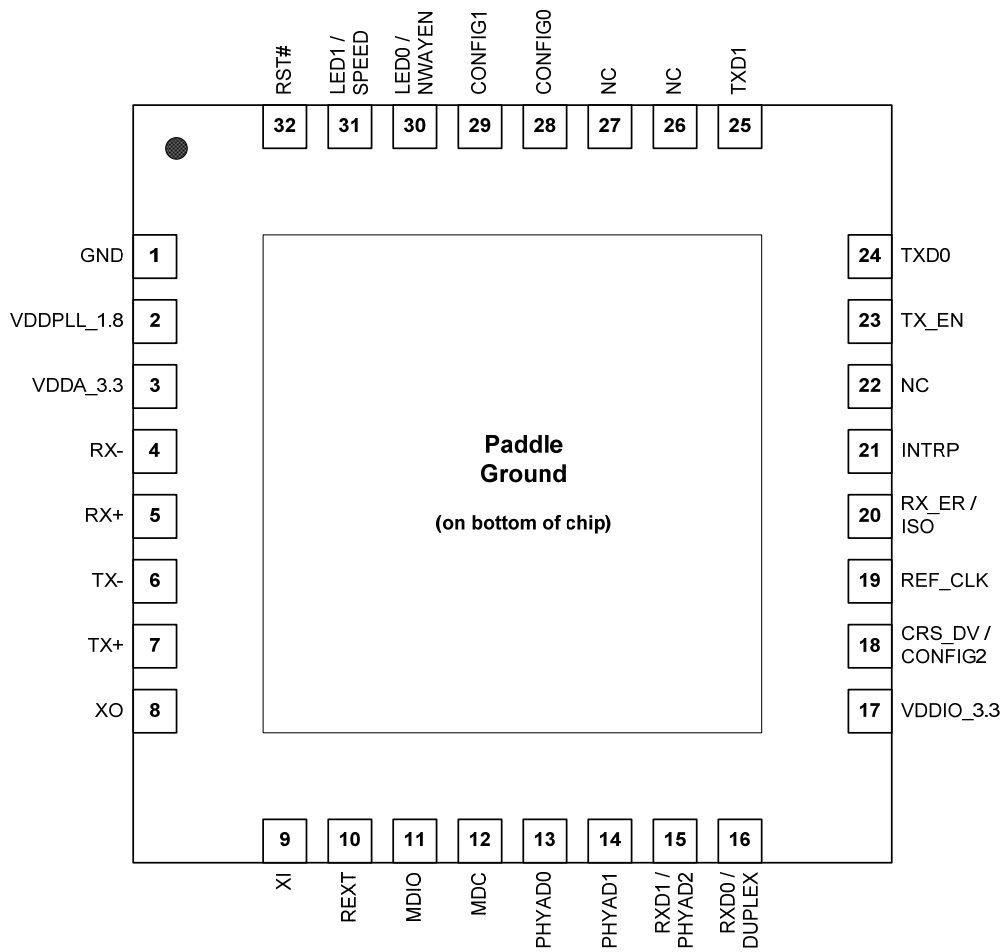 RST#
LED1 /
SPEED
LED0 /
NWAYEN
CONFIG1
CONFIG0
NC
NC
TXD1
32
31
30
29
28
27
26
25
GND 1
VDDPLL_1.8 2
VDDA_3.3 3
RX- 4
RX+ 5
TX- 6
TX+ 7
XO 8
Paddle
Ground
(on bottom of chip)
24 TXD0
23 TX_EN
22 NC
21 INTRP
20 RX_ER /
ISO
19 REF_CLK
18 CRS_DV /
CONFIG2
17 VDDIO_3.3
9
10
11
12
13
14
15
16
XI
REXT
MDIO
MDC
PHYAD0
PHYAD1
RXD1 /
PHYAD2
RXD0 /
DUPLEX